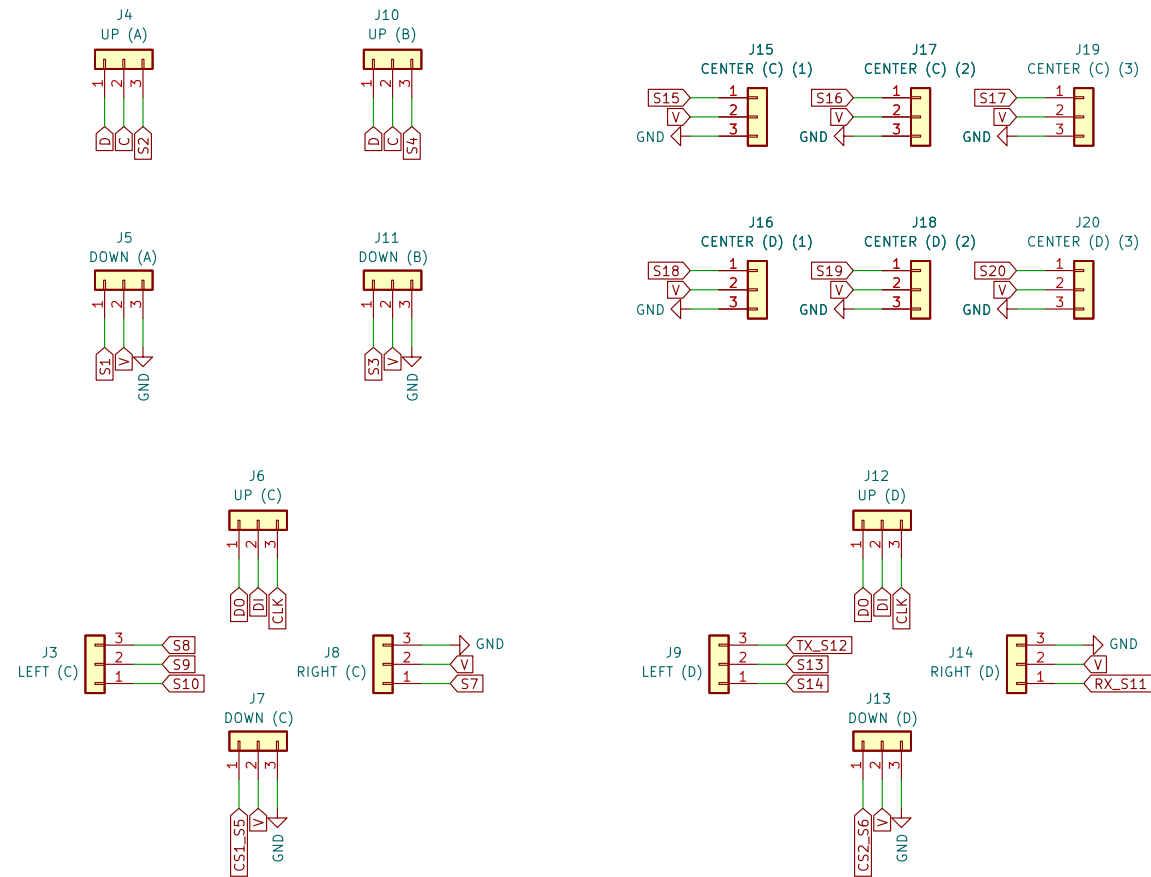 J4
UP (A)
1
2
3
D
C
S2
J10
UP (B)
1
2
3
D
C
S4
J15
CENTER (C) (1)
S15 1
V 2
GND 3
J17
CENTER (C) (2)
S16 1
V 2
GND 3
J19
CENTER (C) (3)
S17 1
V 2
GND 3
J5
DOWN (A)
1
2
3
S1
V
GND
J11
DOWN (B)
1
2
3
S3
V
GND
J16
CENTER (D) (1)
S18 1
V 2
GND 3
J18
CENTER (D) (2)
S19 1
V 2
GND 3
J20
CENTER (D) (3)
S20 1
V 2
GND 3
J6
UP (C)
1
2
3
DO
DI
CLK
J3
LEFT (C)
3 S8
2 S9
1 S10
J8
RIGHT (C)
3 GND
2 V
1 S7
J7
DOWN (C)
1
2
3
CS1_S5
V
GND
J12
UP (D)
1
2
3
DO
DI
CLK
J9
LEFT (D)
3 TX_S12
2 S13
1 S14
J14
RIGHT (D)
3 GND
2 V
1 RX_S11
J13
DOWN (D)
1
2
3
CS2_S6
V
GND